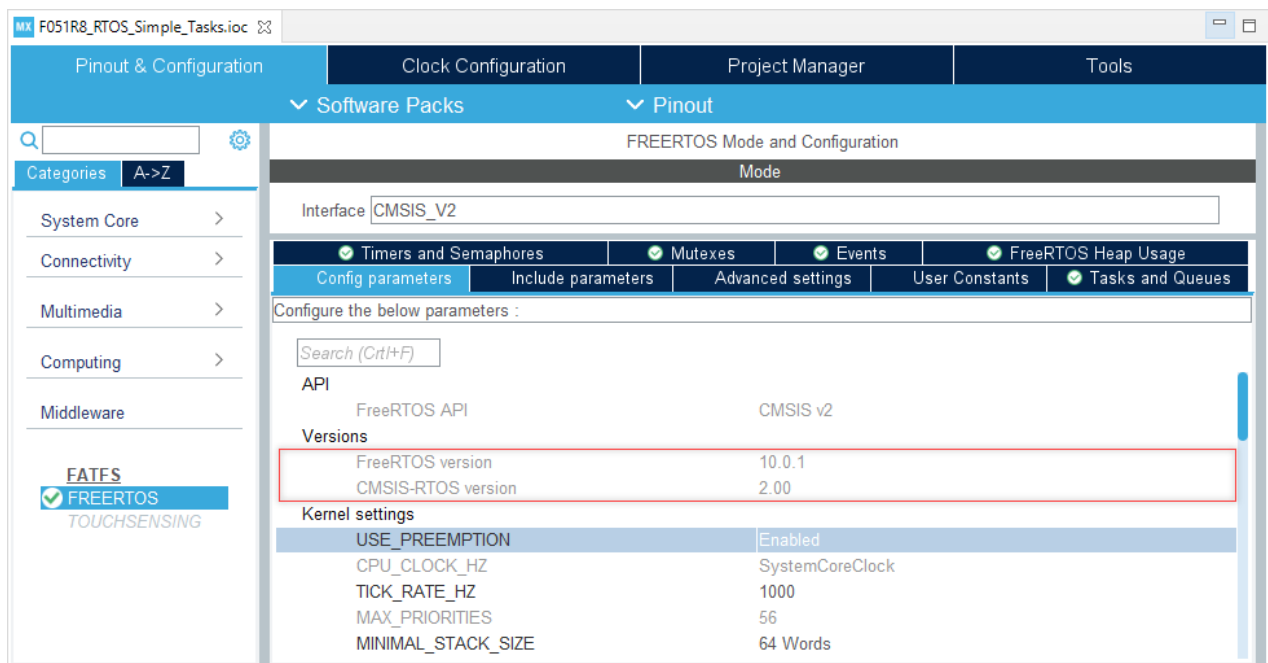 MX F051R8_RTOS_Simple_Tasks.ioc
Pinout & Configuration Clock Configuration Project Manager Tools
Software Packs Pinout
FREERTOS Mode and Configuration
Categories A->Z
Mode
Interface CMSIS_V2
System Core
Connectivity
Multimedia
Computing
Middleware
FATFS
FREERTOS
TOUCHSENSING
Timers and Semaphores Mutexes Events FreeRTOS Heap Usage
Config parameters Include parameters Advanced settings User Constants Tasks and Queues
Configure the below parameters :
Search (Crtl+F)
API
FreeRTOS API CMSIS v2
Versions
FreeRTOS version 10.0.1
CMSIS-RTOS version 2.00
Kernel settings
USE_PREEMPTION Enabled
CPU_CLOCK_HZ SystemCoreClock
TICK_RATE_HZ 1000
MAX_PRIORITIES 56
MINIMAL_STACK_SIZE 64 Words